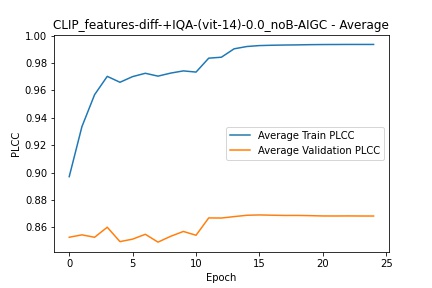 CLIP_features-diff-+IQA-(vit-14)-0.0_noB-AIGC - Average
1.00
0.98
0.96
0.94
0.92
0.90
0.88
0.86
PLCC
Average Train PLCC
Average Validation PLCC
0 5 10 15 20 25
Epoch